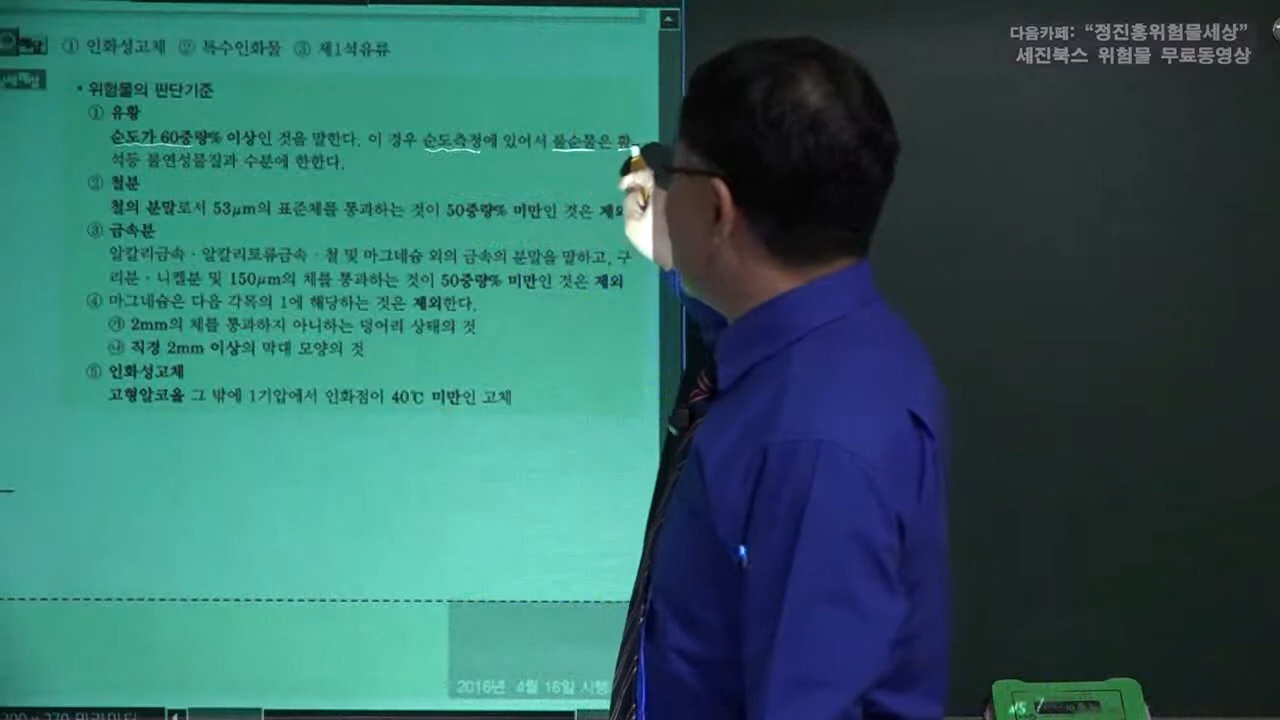 다음카페: “정진홍위험물세상”
세진북스 위험물 무료동영상
① 인화성고체 ② 특수인화물 ③ 제1석유류
• 위험물의 판단기준
① 유황
순도가 60중량% 이상인 것을 말한다. 이 경우 순도측정에 있어서 불순물은 활
석등 불연성물질과 수분에 한한다.
② 철분
철의 분말로서 53μm의 표준체를 통과하는 것이 50중량% 미만인 것은 제외
③ 금속분
알칼리금속·알칼리토류금속·철 및 마그네슘 외의 금속의 분말을 말하고, 구
리분·니켈분 및 150μm의 체를 통과하는 것이 50중량% 미만인 것은 제외
④ 마그네슘은 다음 각목의 1에 해당하는 것은 제외한다.
㉮ 2mm의 체를 통과하지 아니하는 덩어리 상태의 것
㉯ 직경 2mm 이상의 막대 모양의 것
⑤ 인화성고체
고형알코올 그 밖에 1기압에서 인화점이 40℃ 미만인 고체
2016년 4월 16일 시행